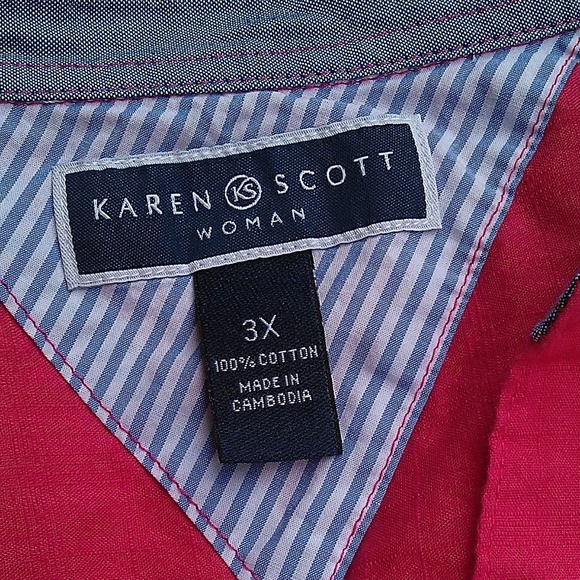 KAREN KS SCOTT
WOMAN
3X
100% COTTON
MADE IN
CAMBODIA